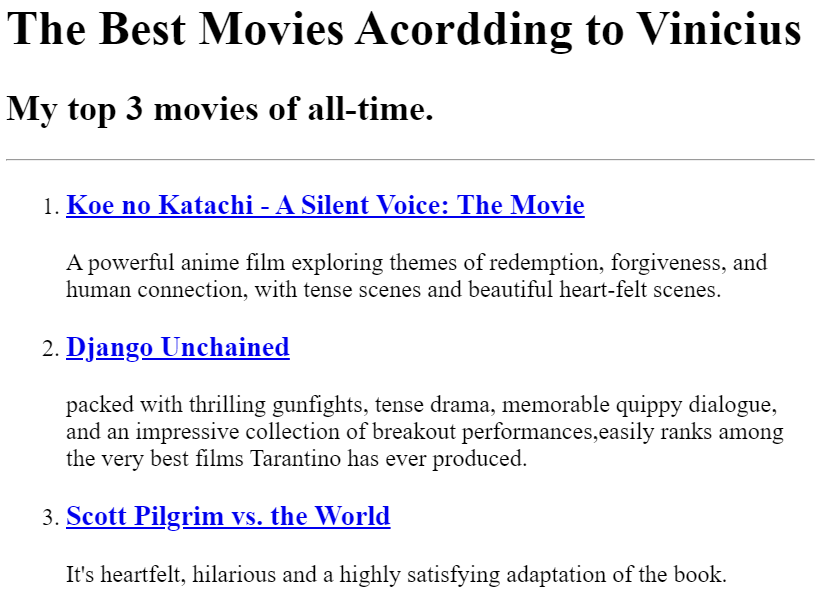 The Best Movies Acordding to Vinicius
My top 3 movies of all-time.
1. Koe no Katachi - A Silent Voice: The Movie
A powerful anime film exploring themes of redemption, forgiveness, and
human connection, with tense scenes and beautiful heart-felt scenes.
2. Django Unchained
packed with thrilling gunfights, tense drama, memorable quippy dialogue,
and an impressive collection of breakout performances,easily ranks among
the very best films Tarantino has ever produced.
3. Scott Pilgrim vs. the World
It's heartfelt, hilarious and a highly satisfying adaptation of the book.